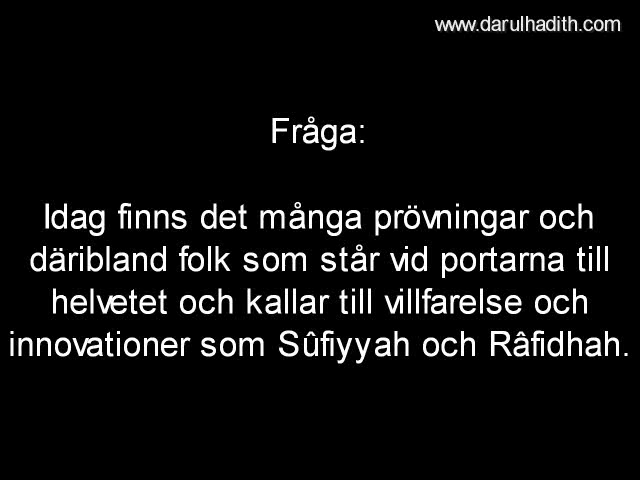 www.darulhadith.com
Fråga:
Idag finns det många prövningar och
däribland folk som står vid portarna till
helvetet och kallar till villfarelse och
innovationer som Sûfiyyah och Râfidhah.